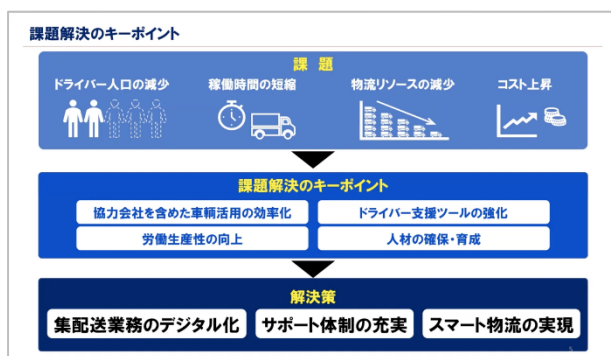 課題解決のキーポイント
課 題
ドライバー人口の減少 稼働時間の短縮 物流リソースの減少 コスト上昇
課題解決のキーポイント
協力会社を含めた車輌活用の効率化 ドライバー支援ツールの強化
労働生産性の向上 人材の確保・育成
解決策
集配送業務のデジタル化 サポート体制の充実 スマート物流の実現